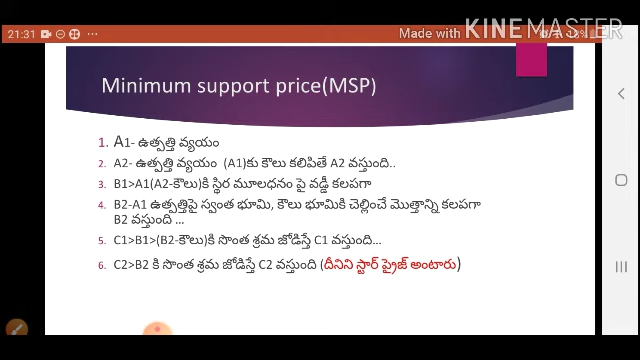 21:31
Made with KINEMASTER
18%
Minimum support price(MSP)
1. A1- ఉత్పత్తి వ్యయం
2. A2- ఉత్పత్తి వ్యయం (A1)కు కౌలు కలిపితే A2 వస్తుంది..
3. B1>A1(A2-కౌలు)కి స్థిర మూలధనం పై వడ్డీ కలపగా
4. B2-A1 ఉత్పత్తిపై స్వంత భూమి, కౌలు భూమికి చెల్లించే మొత్తాన్ని కలపగా
B2 వస్తుంది ...
5. C1>B1>(B2-కౌలు)కి సొంత శ్రమ జోడిస్తే C1 వస్తుంది...
6. C2>B2 కి సొంత శ్రమ జోడిస్తే C2 వస్తుంది (దీనిని స్టార్ ప్రైజ్ అంటారు)